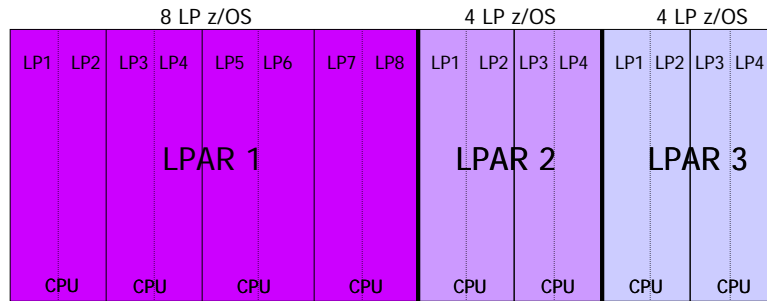 8 LP z/OS 4 LP z/OS 4 LP z/OS
LP1 LP2 LP3 LP4 LP5 LP6 LP7 LP8 LP1 LP2 LP3 LP4 LP1 LP2 LP3 LP4
LPAR 1 LPAR 2 LPAR 3
CPU CPU CPU CPU CPU CPU CPU CPU